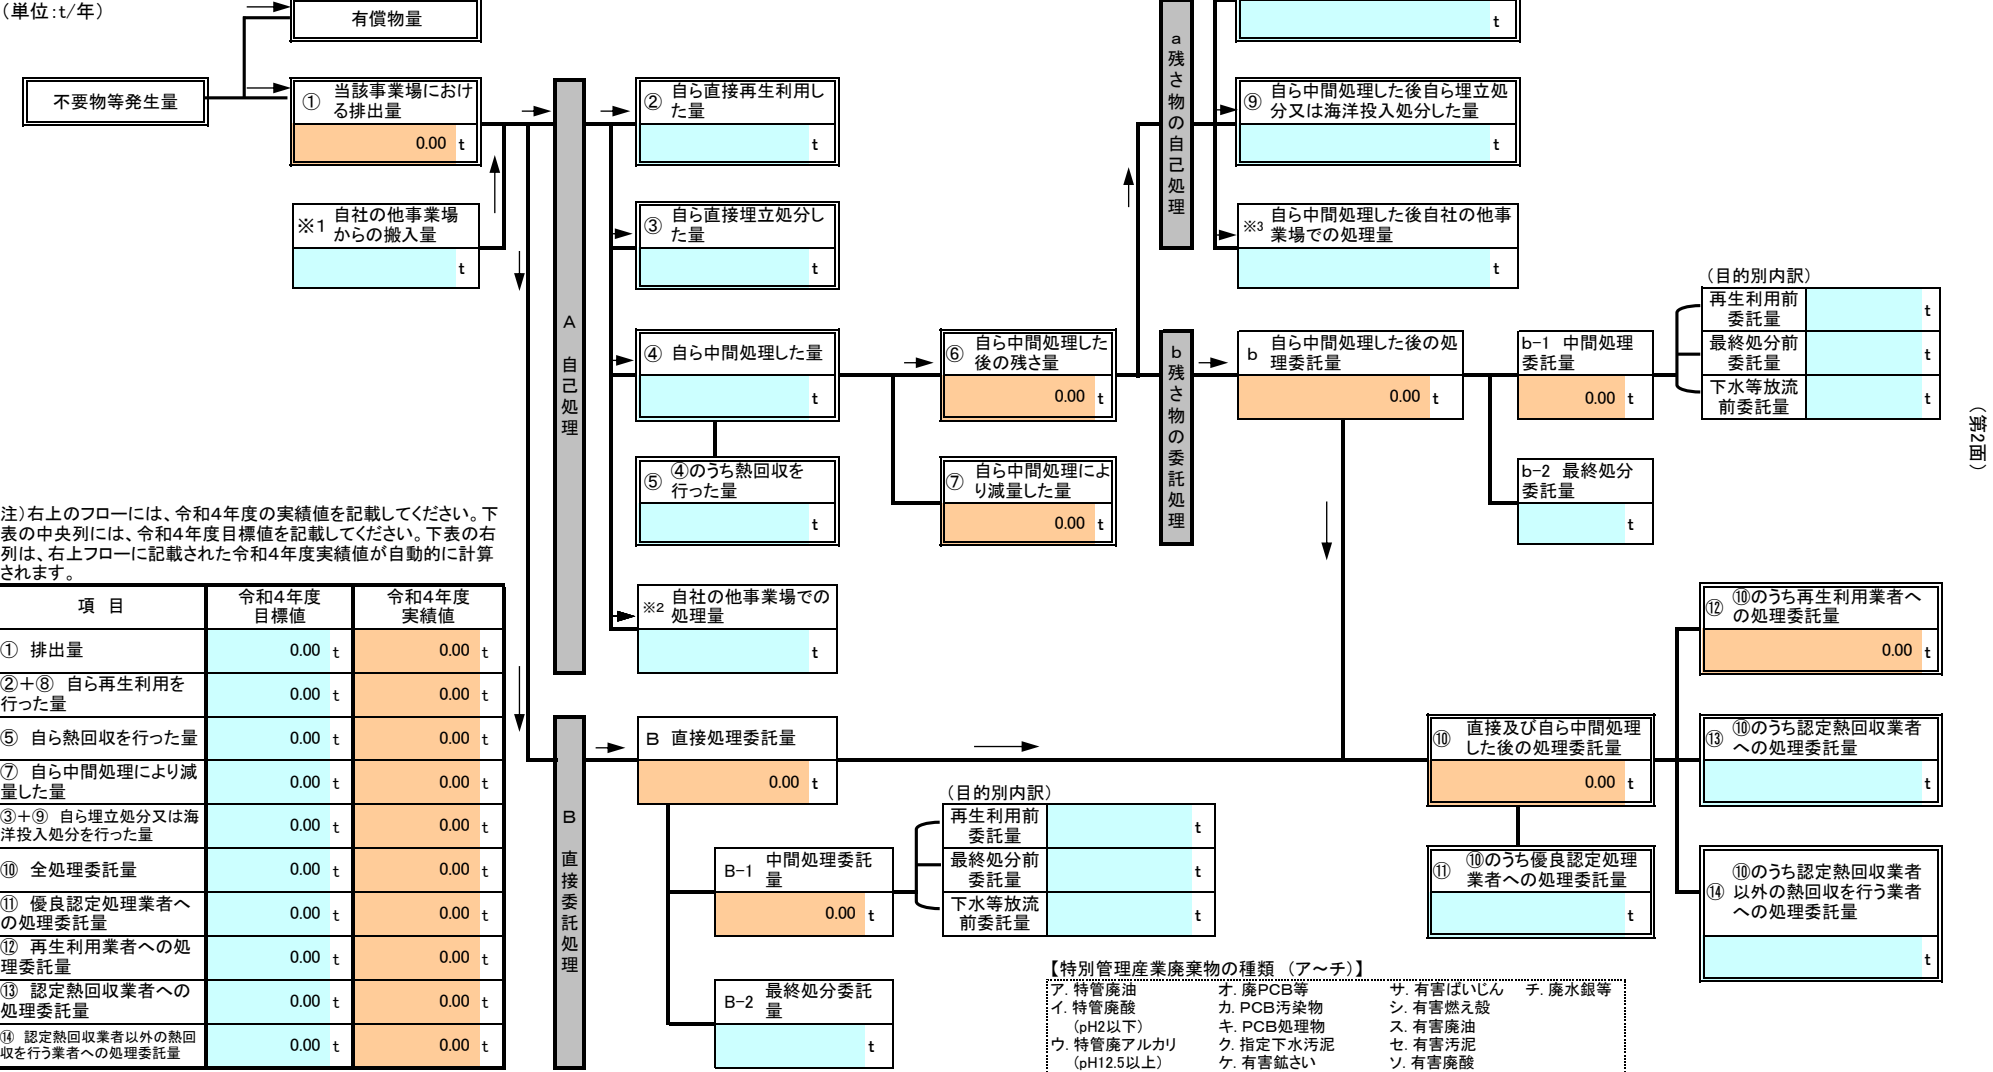 （単位：t/年）
有償物量
t
不要物等発生量
① 当該事業場におけ
る排出量
0.00 t
※1 自社の他事業場
からの搬入量
t
A 自己処理
② 自ら直接再生利用し
た量
t
③ 自ら直接埋立処分し
た量
t
④ 自ら中間処理した量
t
⑤ ④のうち熱回収を
行った量
t
※2 自社の他事業場での
処理量
t
⑥ 自ら中間処理した
後の残さ量
0.00 t
⑦ 自ら中間処理によ
り減量した量
0.00 t
a 残さ物の自己処理
⑨ 自ら中間処理した後自ら埋立処
分又は海洋投入処分した量
t
※3 自ら中間処理した後自社の他事
業場での処理量
t
b 残さ物の委託処理
b 自ら中間処理した後の処
理委託量
0.00 t
b-1 中間処理
委託量
0.00 t
b-2 最終処分
委託量
t
（目的別内訳）
再生利用前
委託量
t
最終処分前
委託量
t
下水等放流
前委託量
t
（第2面）
注）右上のフローには、令和4年度の実績値を記載してください。下
表の中央列には、令和4年度目標値を記載してください。下表の右
列は、右上フローに記載された令和4年度実績値が自動的に計算
されます。
項 目 令和4年度
目標値 令和4年度
実績値
① 排出量 0.00 t 0.00 t
②＋⑧ 自ら再生利用を
行った量 0.00 t 0.00 t
⑤ 自ら熱回収を行った量 0.00 t 0.00 t
⑦ 自ら中間処理により減
量した量 0.00 t 0.00 t
③＋⑨ 自ら埋立処分又は海
洋投入処分を行った量 0.00 t 0.00 t
⑩ 全処理委託量 0.00 t 0.00 t
⑪ 優良認定処理業者へ
の処理委託量 0.00 t 0.00 t
⑫ 再生利用業者への処
理委託量 0.00 t 0.00 t
⑬ 認定熱回収業者への
処理委託量 0.00 t 0.00 t
⑭ 認定熱回収業者以外の熱回
収を行う業者への処理委託量 0.00 t 0.00 t
B 直接委託処理
B 直接処理委託量
0.00 t
B-1 中間処理委託
量
0.00 t
B-2 最終処分委託
量
t
（目的別内訳）
再生利用前
委託量
t
最終処分前
委託量
t
下水等放流
前委託量
t
⑩ 直接及び自ら中間処理
した後の処理委託量
0.00 t
⑪ ⑩のうち優良認定処理
業者への処理委託量
t
⑫ ⑩のうち再生利用業者へ
の処理委託量
0.00 t
⑬ ⑩のうち認定熱回収業者
への処理委託量
t
⑭ ⑩のうち認定熱回収業者
以外の熱回収を行う業者
への処理委託量
t
【特別管理産業廃棄物の種類 （ア～チ）】
ア. 特管廃油 オ. 廃PCB等 サ. 有害ばいじん チ. 廃水銀等
イ. 特管廃酸 カ. PCB汚染物 シ. 有害燃え殻
（pH2以下） キ. PCB処理物 ス. 有害廃油
ウ. 特管廃アルカリ ク. 指定下水汚泥 セ. 有害汚泥
（pH12.5以上） ケ. 有害鉱さい ソ. 有害廃酸